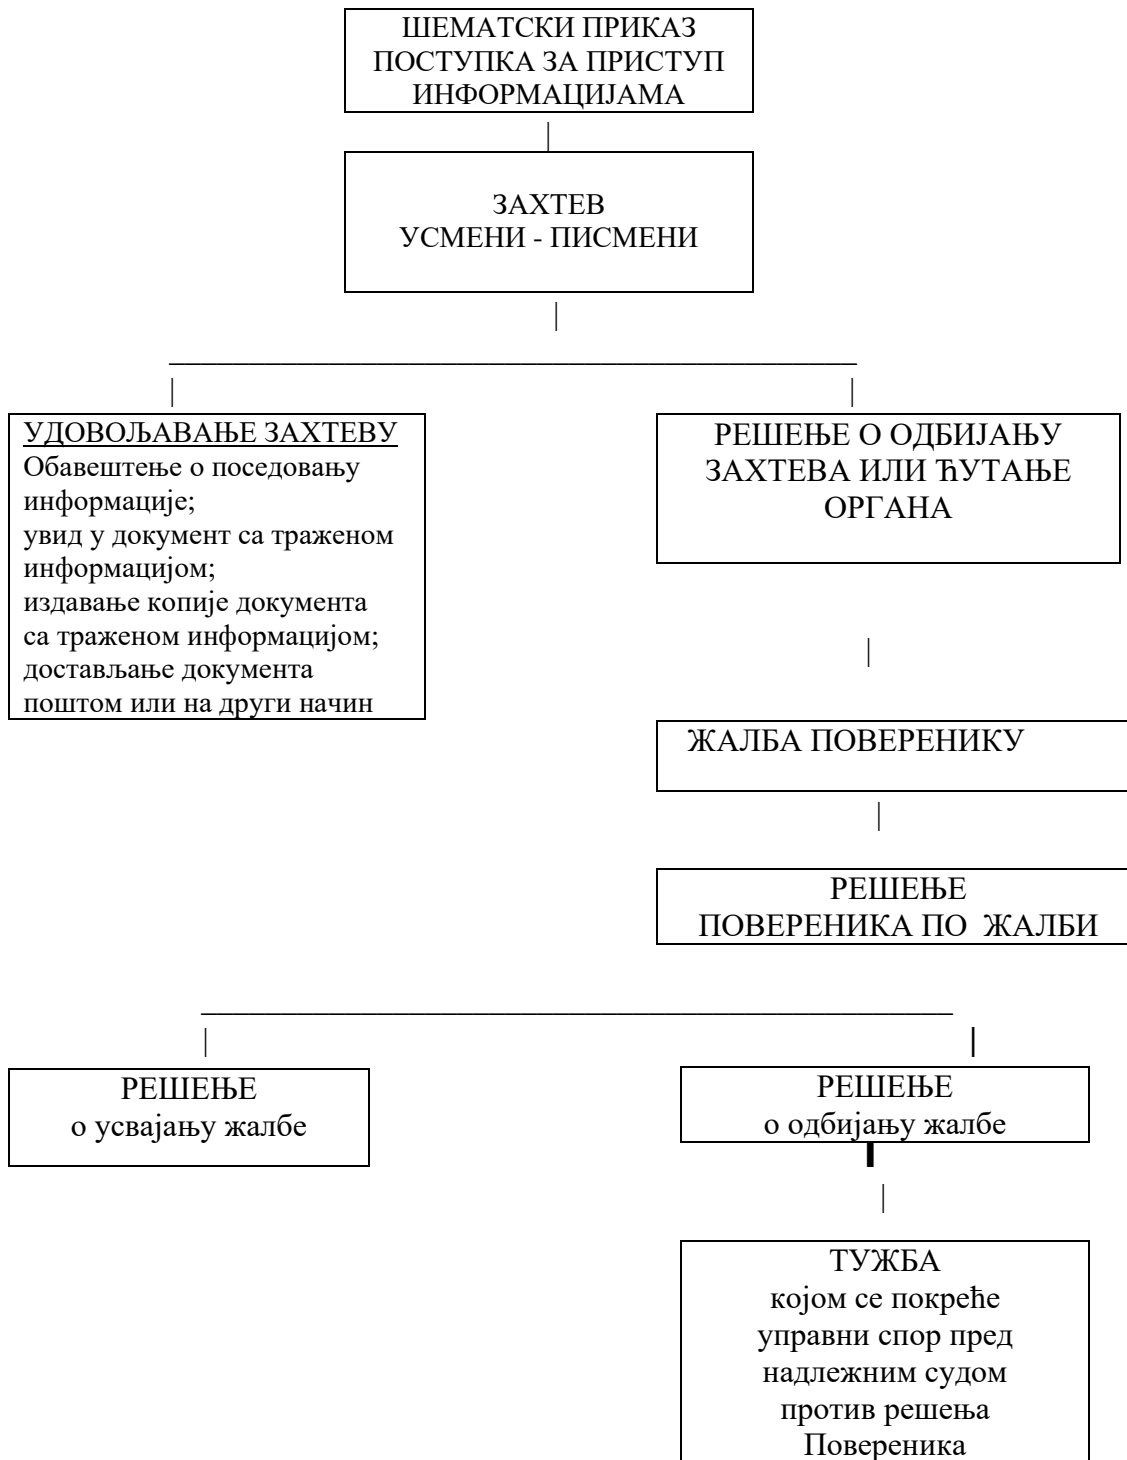 ШЕМАТСКИ ПРИКАЗ
ПОСТУПКА ЗА ПРИСТУП
ИНФОРМАЦИЈАМА
ЗАХТЕВ
УСМЕНИ - ПИСМЕНИ
УДОВОЉАВАЊЕ ЗАХТЕВУ
Обавештење о поседовању
информације;
увид у документ са траженом
информацијом;
издавање копије документа
са траженом информацијом;
достављање документа
поштом или на други начин
РЕШЕЊЕ О ОДБИЈАЊУ
ЗАХТЕВА ИЛИ ЋУТАЊЕ
ОРГАНА
ЖАЛБА ПОВЕРЕНИКУ
РЕШЕЊЕ
ПОВЕРЕНИКА ПО ЖАЛБИ
РЕШЕЊЕ
о усвајању жалбе
РЕШЕЊЕ
о одбијању жалбе
ТУЖБА
којом се покреће
управни спор пред
надлежним судом
против решења
Повереника